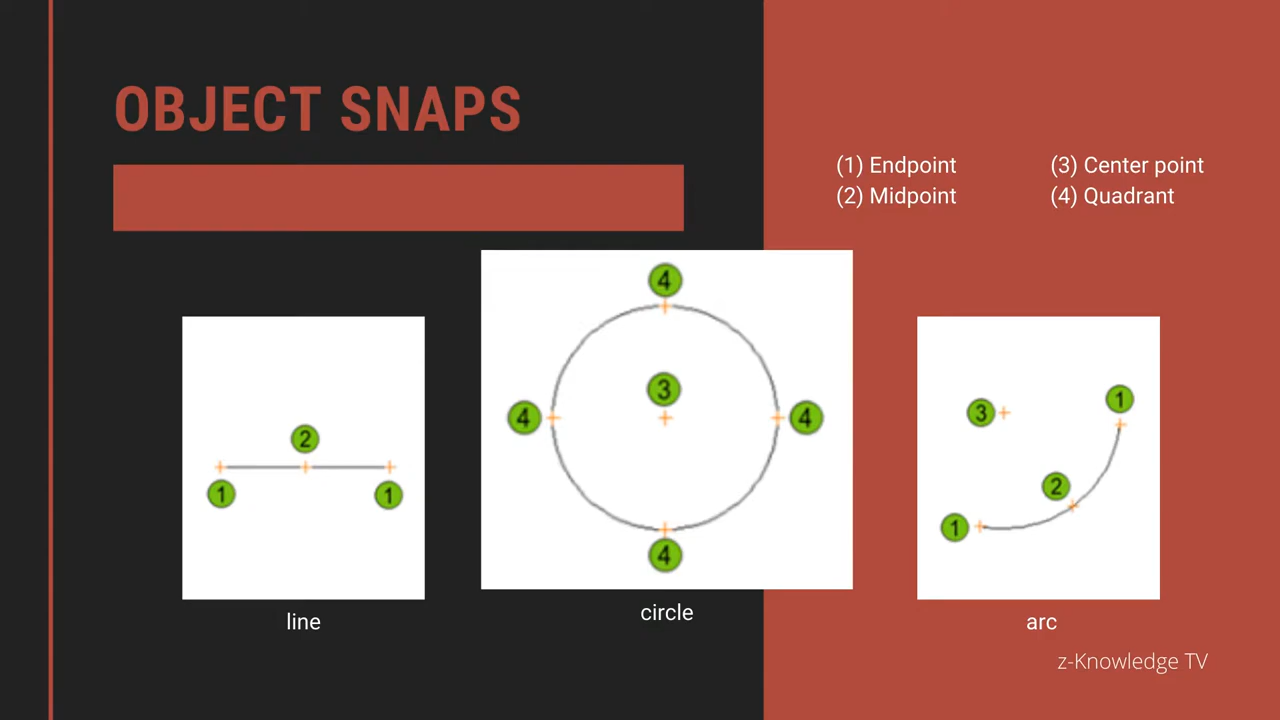 OBJECT SNAPS
(1) Endpoint
(2) Midpoint
(3) Center point
(4) Quadrant
2
1
1
line
4
3
4
4
4
circle
1
3
2
1
arc
z-Knowledge TV